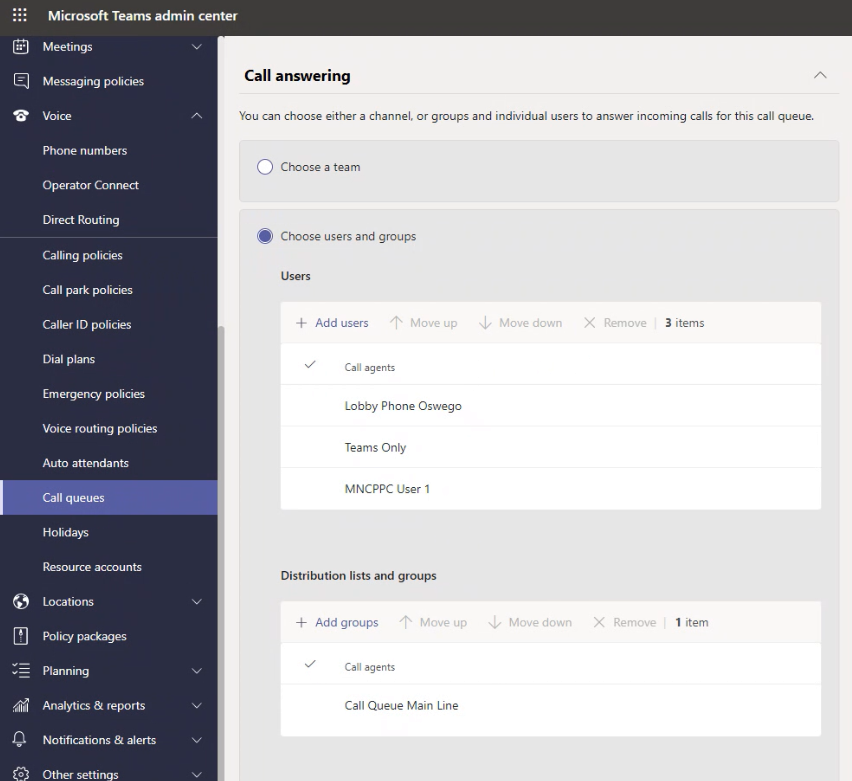 Microsoft Teams admin center
Meetings
Messaging policies
Voice
Phone numbers
Operator Connect
Direct Routing
Calling policies
Call park policies
Caller ID policies
Dial plans
Emergency policies
Voice routing policies
Auto attendants
Call queues
Holidays
Resource accounts
Locations
Policy packages
Planning
Analytics & reports
Notifications & alerts
Other settings
Call answering
You can choose either a channel, or groups and individual users to answer incoming calls for this call queue.
Choose a team
Choose users and groups
Users
Add users Move up Move down Remove 3 items
Call agents
Lobby Phone Oswego
Teams Only
MNCPPC User 1
Distribution lists and groups
Add groups Move up Move down Remove 1 item
Call agents
Call Queue Main Line